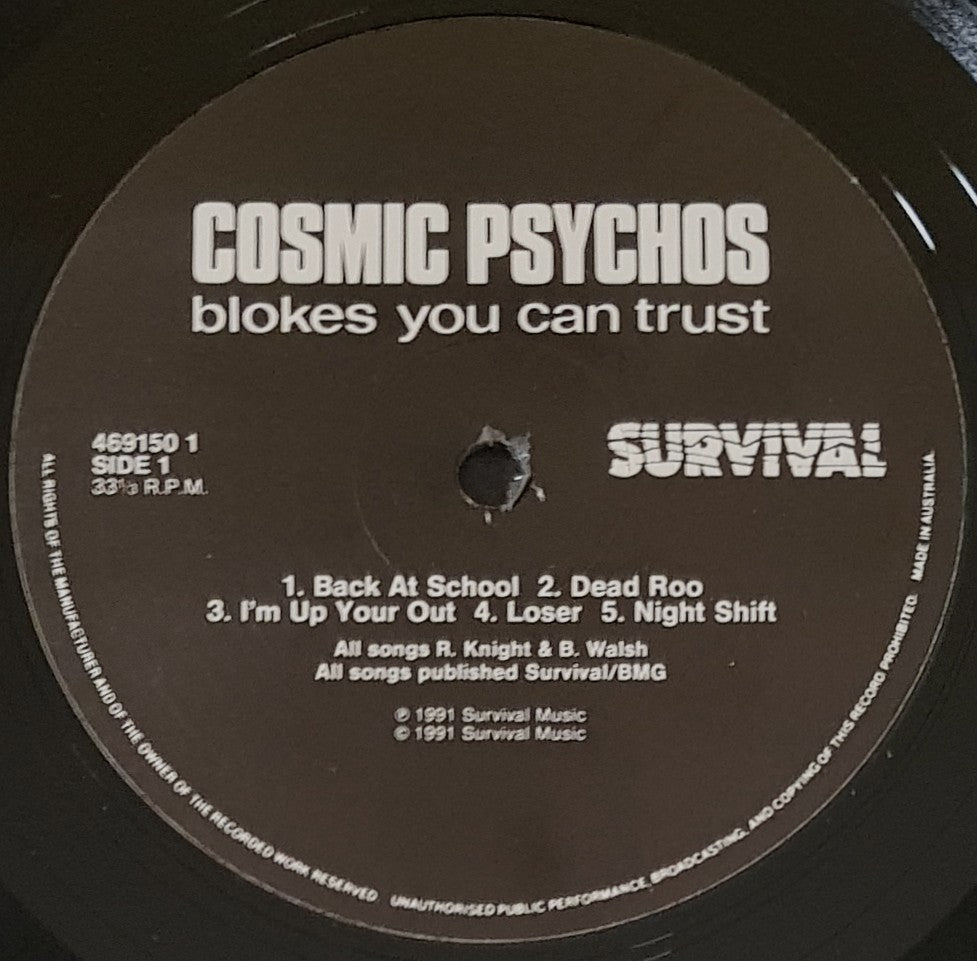 COSMIC PSYCHOS
blokes you can trust
469150 1
SIDE 1
33⅓ R.P.M.
SURVIVAL
1. Back At School 2. Dead Roo
3. I'm Up Your Out 4. Loser 5. Night Shift
All songs R. Knight & B. Walsh
All songs published Survival/BMG
℗ 1991 Survival Music
© 1991 Survival Music
ALL RIGHTS OF THE MANUFACTURER AND OF THE OWNER OF THE RECORDED WORK RESERVED UNAUTHORISED PUBLIC PERFORMANCE, BROADCASTING, AND COPYING OF THIS RECORD PROHIBITED. MADE IN AUSTRALIA.